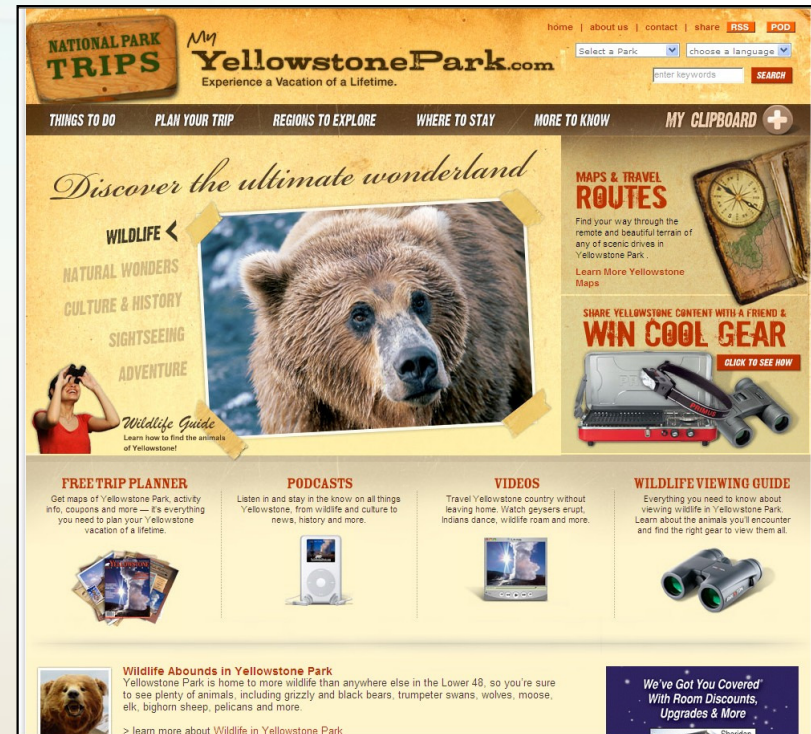 NATIONAL PARK
TRIPS
My
YellowstonePark.com
Experience a Vacation of a Lifetime.
home | about us | contact | share RSS POD
Select a Park
choose a language
enter keywords
SEARCH
THINGS TO DO PLAN YOUR TRIP REGIONS TO EXPLORE WHERE TO STAY MORE TO KNOW MY CLIPBOARD
Discover the ultimate wonderland
WILDLIFE
NATURAL WONDERS
CULTURE & HISTORY
SIGHTSEEING
ADVENTURE
Wildlife Guide
Learn how to find the animals
of Yellowstone!
MAPS & TRAVEL
ROUTES
Find your way through the
remote and beautiful terrain of
any of scenic drives in
Yellowstone Park .
Learn More Yellowstone
Maps
SHARE YELLOWSTONE CONTENT WITH A FRIEND &
WIN COOL GEAR
CLICK TO SEE HOW
PRIMUS
FREE TRIP PLANNER
Get maps of Yellowstone Park, activity
info, coupons and more — it's everything
you need to plan your Yellowstone
vacation of a lifetime.
YELLOWSTONE
PODCASTS
Listen in and stay in the know on all things
Yellowstone, from wildlife and culture to
news, history and more.
VIDEOS
Travel Yellowstone country without
leaving home. Watch geysers erupt,
Indians dance, wildlife roam and more.
WILDLIFE VIEWING GUIDE
Everything you need to know about
viewing wildlife in Yellowstone Park.
Learn about the animals you'll encounter
and find the right gear to view them all.
Wildlife Abounds in Yellowstone Park
Yellowstone Park is home to more wildlife than anywhere else in the Lower 48, so you're sure
to see plenty of animals, including grizzly and black bears, trumpeter swans, wolves, moose,
elk, bighorn sheep, pelicans and more.
> learn more about Wildlife in Yellowstone Park
We've Got You Covered
With Room Discounts,
Upgrades & More
Sheridan